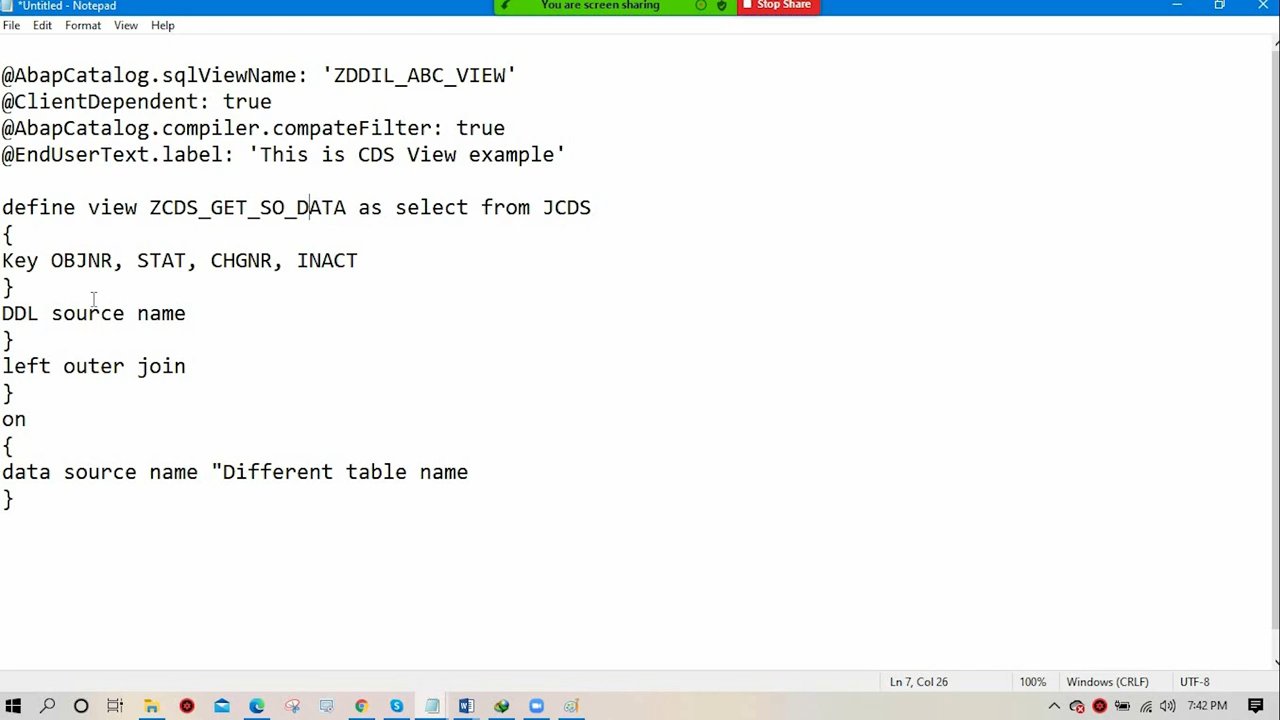 *Untitled - Notepad
You are screen sharing
Stop Share
File Edit Format View Help
@AbapCatalog.sqlViewName: 'ZDDIL_ABC_VIEW'
@ClientDependent: true
@AbapCatalog.compiler.compateFilter: true
@EndUserText.label: 'This is CDS View example'
define view ZCDS_GET_SO_DATA as select from JCDS
{
Key OBJNR, STAT, CHGNR, INACT
}
DDL source name
}
left outer join
}
on
{
data source name "Different table name
}
Ln 7, Col 26 100% Windows (CRLF) UTF-8
7:42 PM